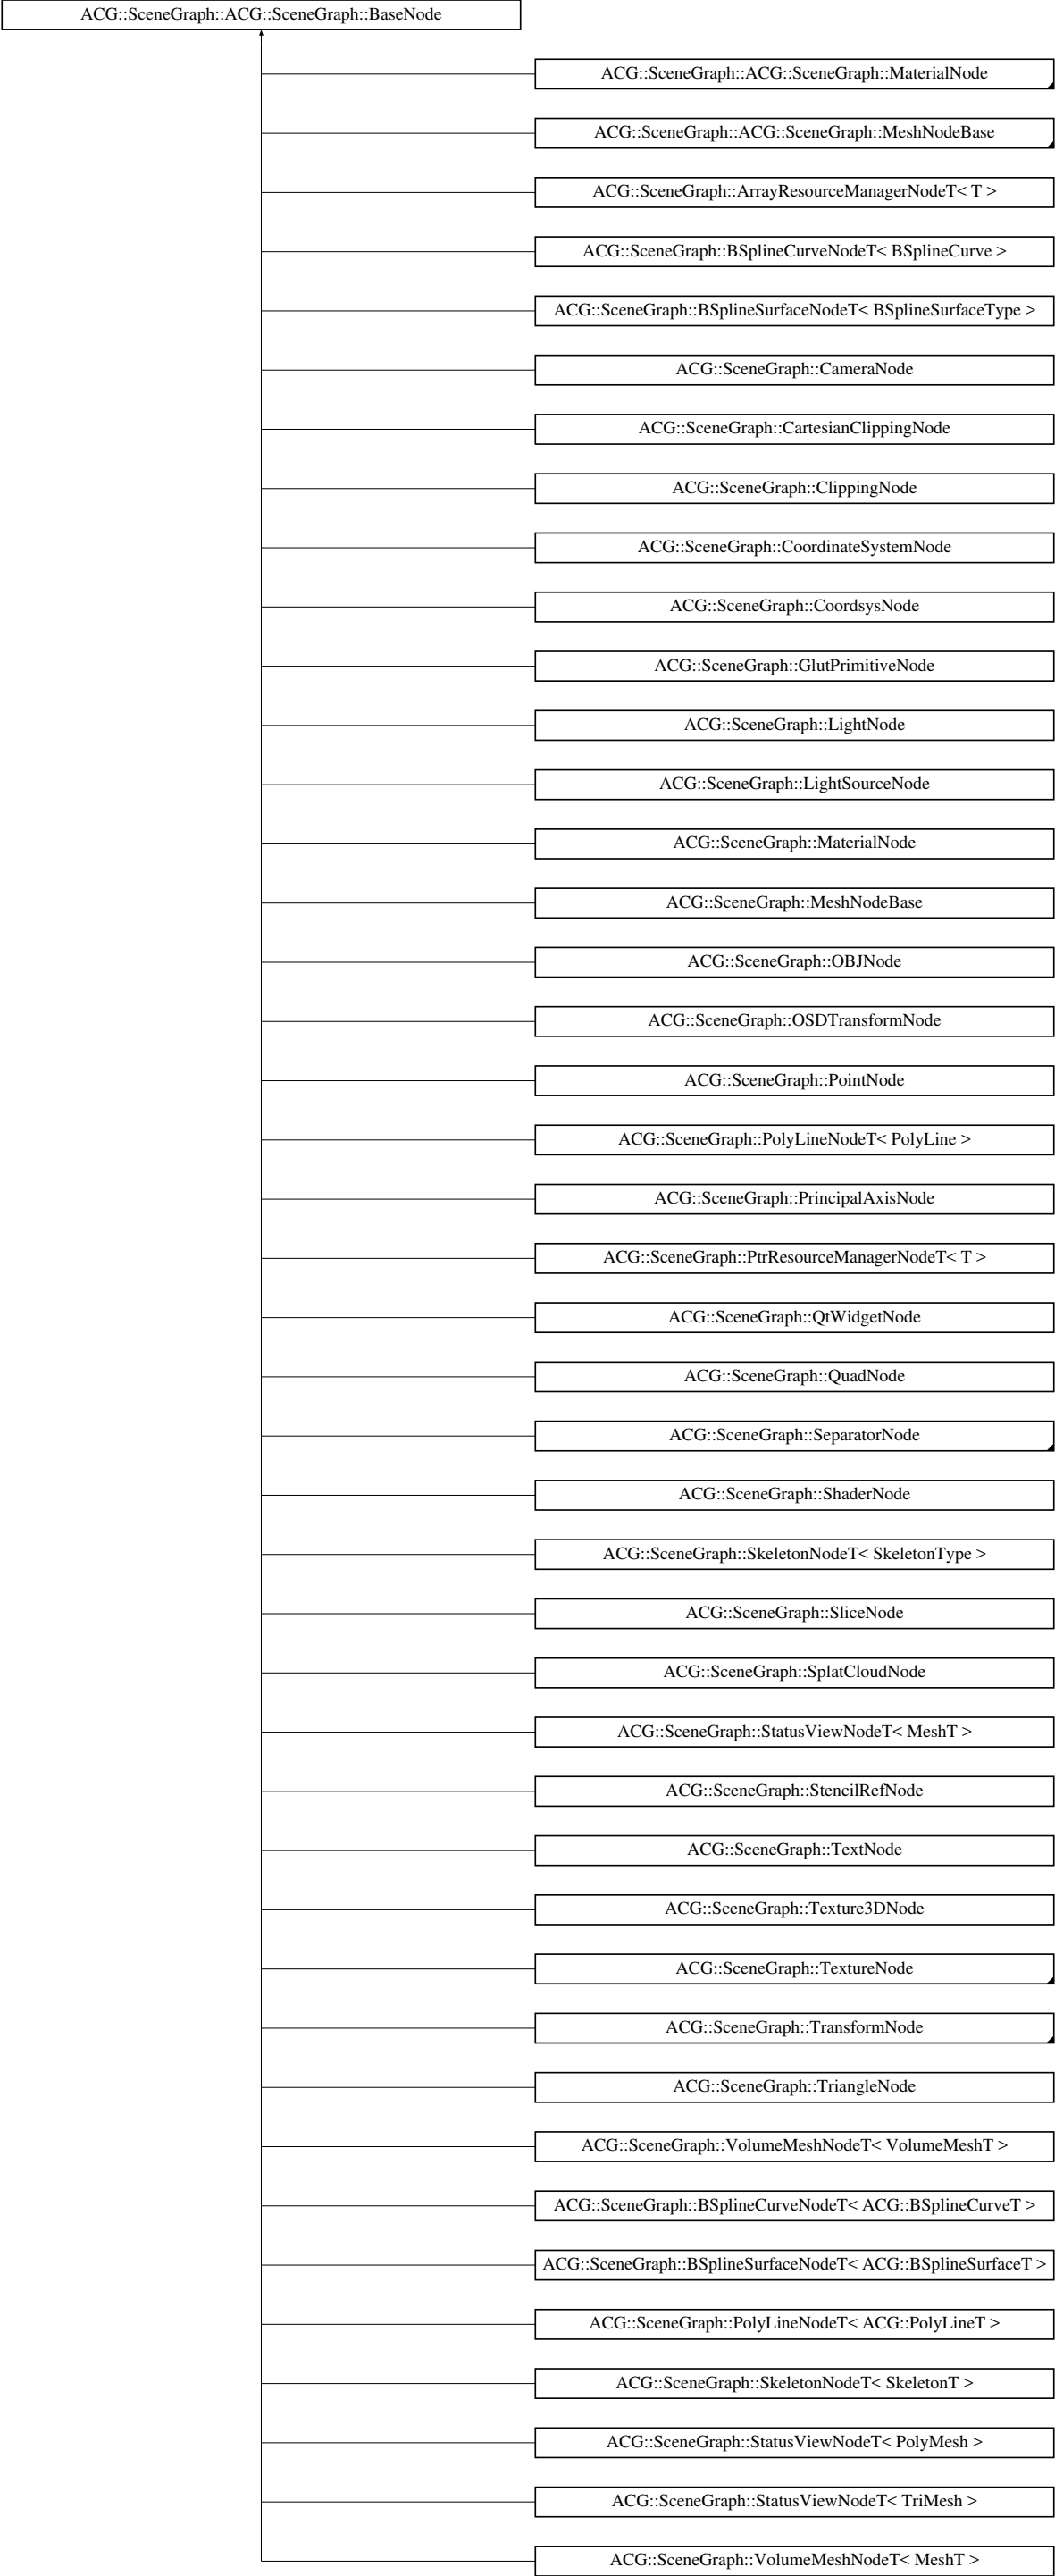 ACG::SceneGraph::ACG::SceneGraph::BaseNode
ACG::SceneGraph::ACG::SceneGraph::MaterialNode
ACG::SceneGraph::ACG::SceneGraph::MeshNodeBase
ACG::SceneGraph::ArrayResourceManagerNodeT< T >
ACG::SceneGraph::BSplineCurveNodeT< BSplineCurve >
ACG::SceneGraph::BSplineSurfaceNodeT< BSplineSurfaceType >
ACG::SceneGraph::CameraNode
ACG::SceneGraph::CartesianClippingNode
ACG::SceneGraph::ClippingNode
ACG::SceneGraph::CoordinateSystemNode
ACG::SceneGraph::CoordsysNode
ACG::SceneGraph::GlutPrimitiveNode
ACG::SceneGraph::LightNode
ACG::SceneGraph::LightSourceNode
ACG::SceneGraph::MaterialNode
ACG::SceneGraph::MeshNodeBase
ACG::SceneGraph::OBJNode
ACG::SceneGraph::OSDTransformNode
ACG::SceneGraph::PointNode
ACG::SceneGraph::PolyLineNodeT< PolyLine >
ACG::SceneGraph::PrincipalAxisNode
ACG::SceneGraph::PtrResourceManagerNodeT< T >
ACG::SceneGraph::QtWidgetNode
ACG::SceneGraph::QuadNode
ACG::SceneGraph::SeparatorNode
ACG::SceneGraph::ShaderNode
ACG::SceneGraph::SkeletonNodeT< SkeletonType >
ACG::SceneGraph::SliceNode
ACG::SceneGraph::SplatCloudNode
ACG::SceneGraph::StatusViewNodeT< MeshT >
ACG::SceneGraph::StencilRefNode
ACG::SceneGraph::TextNode
ACG::SceneGraph::Texture3DNode
ACG::SceneGraph::TextureNode
ACG::SceneGraph::TransformNode
ACG::SceneGraph::TriangleNode
ACG::SceneGraph::VolumeMeshNodeT< VolumeMeshT >
ACG::SceneGraph::BSplineCurveNodeT< ACG::BSplineCurveT >
ACG::SceneGraph::BSplineSurfaceNodeT< ACG::BSplineSurfaceT >
ACG::SceneGraph::PolyLineNodeT< ACG::PolyLineT >
ACG::SceneGraph::SkeletonNodeT< SkeletonT >
ACG::SceneGraph::StatusViewNodeT< PolyMesh >
ACG::SceneGraph::StatusViewNodeT< TriMesh >
ACG::SceneGraph::VolumeMeshNodeT< MeshT >